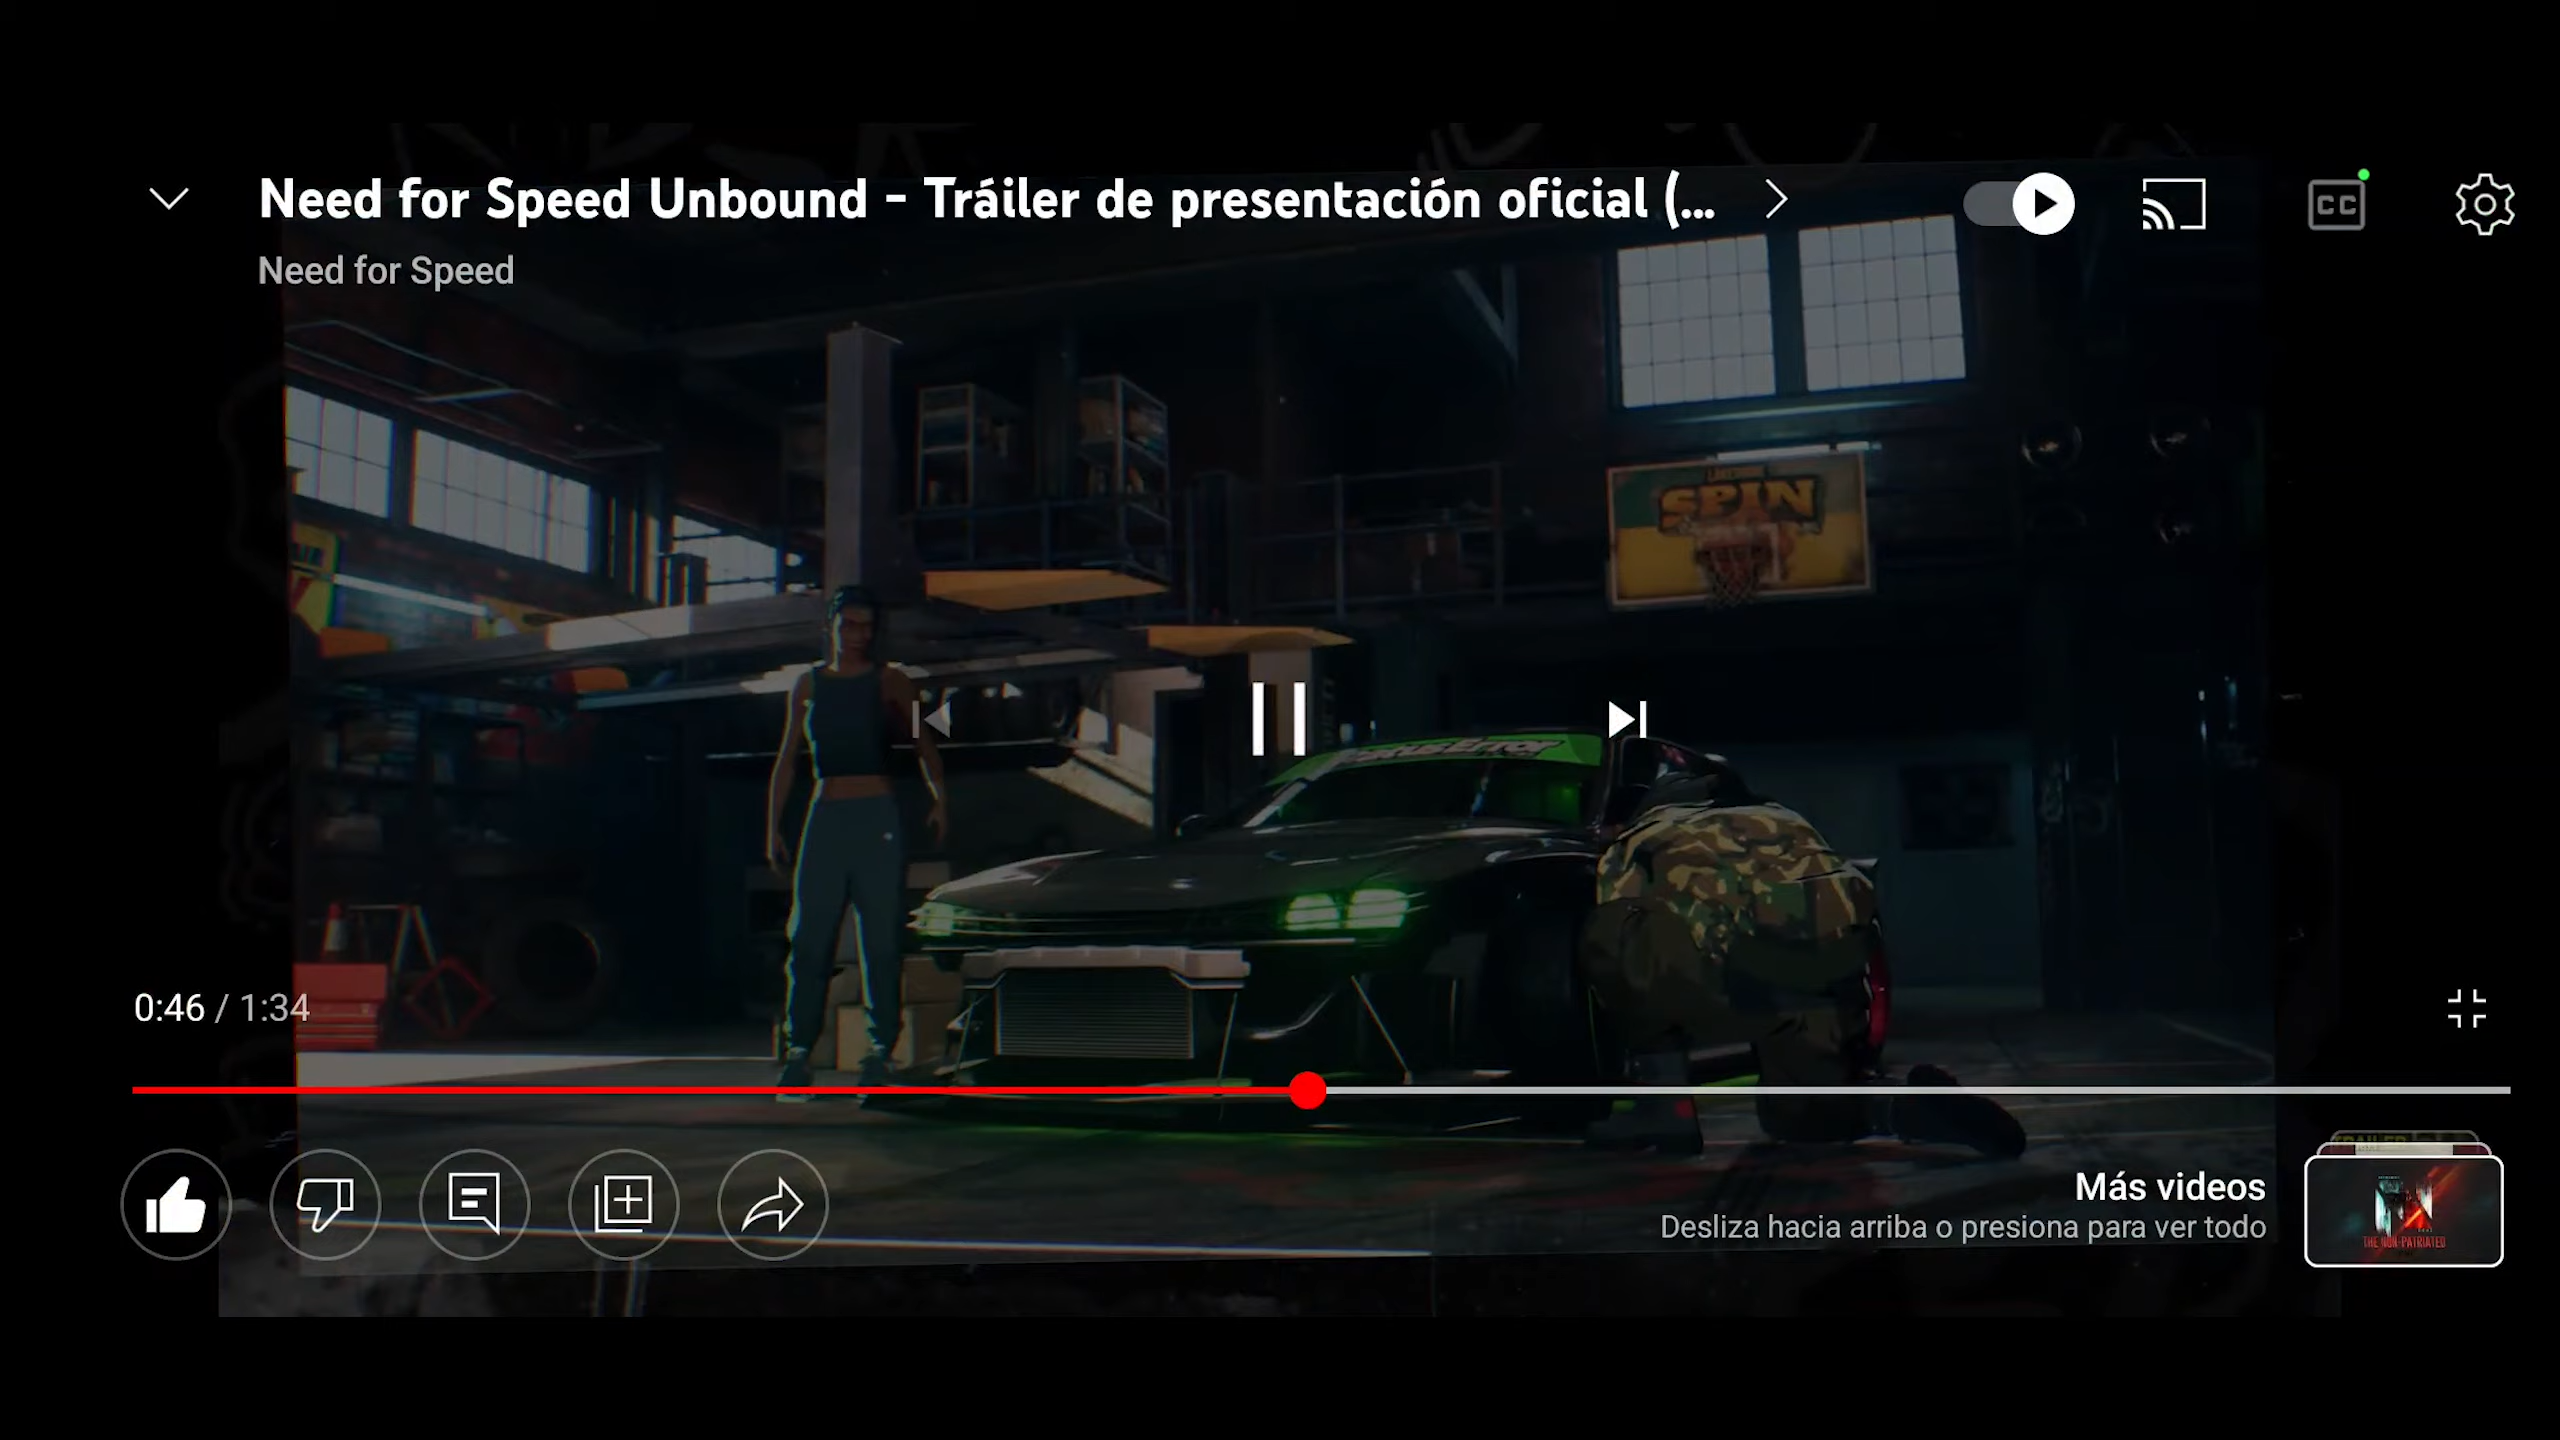 Need for Speed Unbound - Tráiler de presentación oficial (...
Need for Speed
CC
SPIN
0:46 / 1:34
Más videos
Desliza hacia arriba o presiona para ver todo
THE NON-PATRIATED